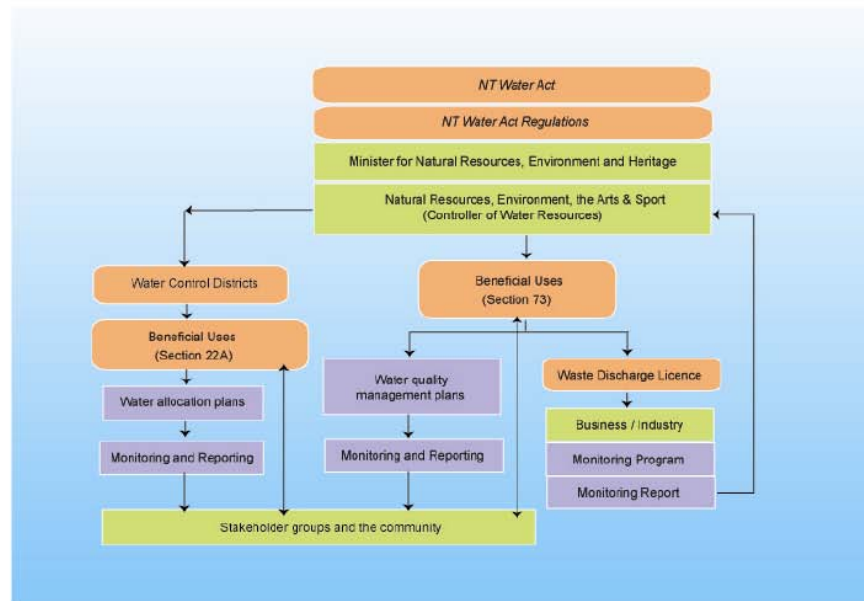 NT Water Act
NT Water Act Regulations
Minister for Natural Resources, Environment and Heritage
Natural Resources, Environment, the Arts & Sport
(Controller of Water Resources)
Water Control Districts
Beneficial Uses
(Section 22A)
Water allocation plans
Monitoring and Reporting
Beneficial Uses
(Section 73)
Water quality
management plans
Monitoring and Reporting
Waste Discharge Licence
Business / Industry
Monitoring Program
Monitoring Report
Stakeholder groups and the community